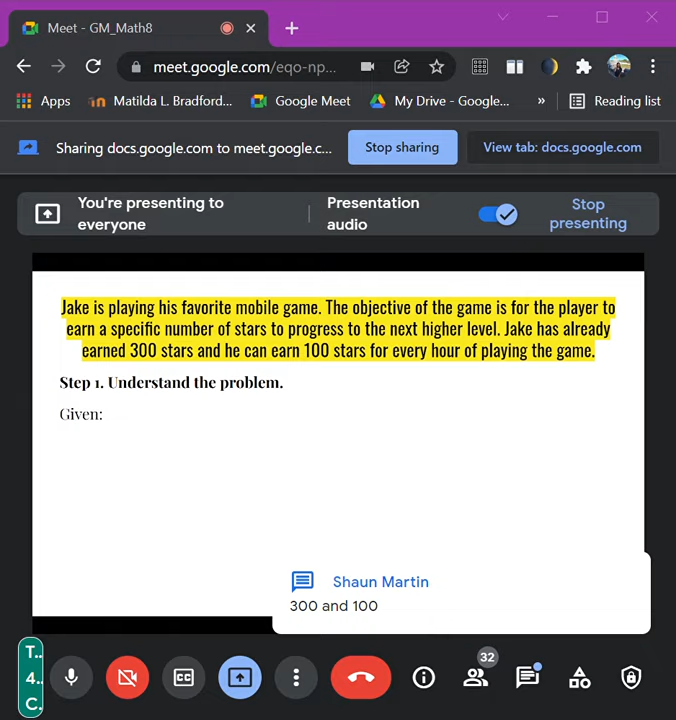 Meet - GM_Math8
meet.google.com/eqo-np...
Apps
Matilda L. Bradford...
Google Meet
My Drive - Google...
»
Reading list
Sharing docs.google.com to meet.google.c...
Stop sharing
View tab: docs.google.com
You're presenting to
everyone
Presentation
audio
Stop
presenting
Jake is playing his favorite mobile game. The objective of the game is for the player to
earn a specific number of stars to progress to the next higher level. Jake has already
earned 300 stars and he can earn 100 stars for every hour of playing the game.
Step 1. Understand the problem.
Given:
Shaun Martin
300 and 100
T..
4..
C.
CC
32